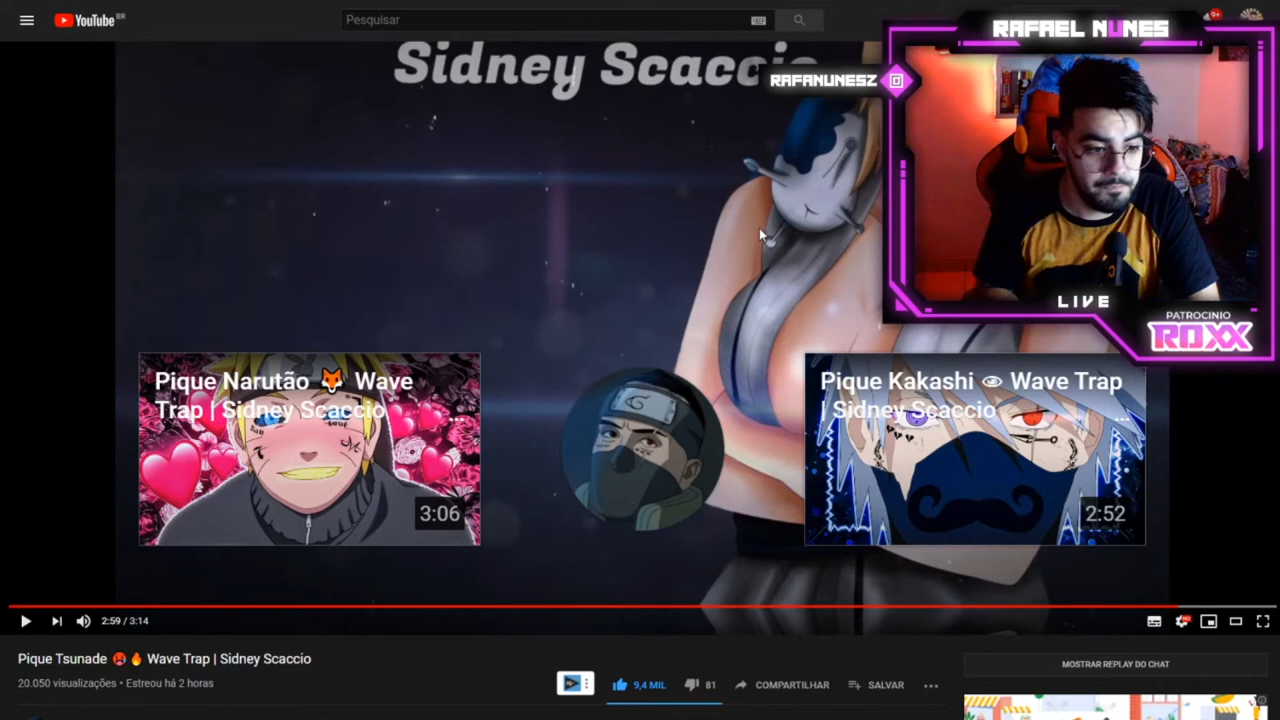 YouTube BR
Pesquisar
9+
RAFAEL NUNES
Sidney Scaccio
RAFANUNESZ
LIVE
PATROCINIO
ROXX
Pique Narutão 🦊 Wave
Trap | Sidney Scaccio
3:06
Pique Kakashi 👁 Wave Trap
| Sidney Scaccio
2:52
2:59 / 3:14
HD
Pique Tsunade 🥵🔥 Wave Trap | Sidney Scaccio
20.050 visualizações • Estreou há 2 horas
9,4 MIL
81
COMPARTILHAR
SALVAR
MOSTRAR REPLAY DO CHAT